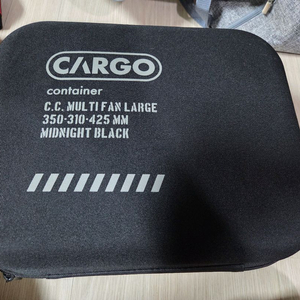 CARGO
container
C.C. MULTI FAN LARGE
350-310-425 MM
MIDNIGHT BLACK